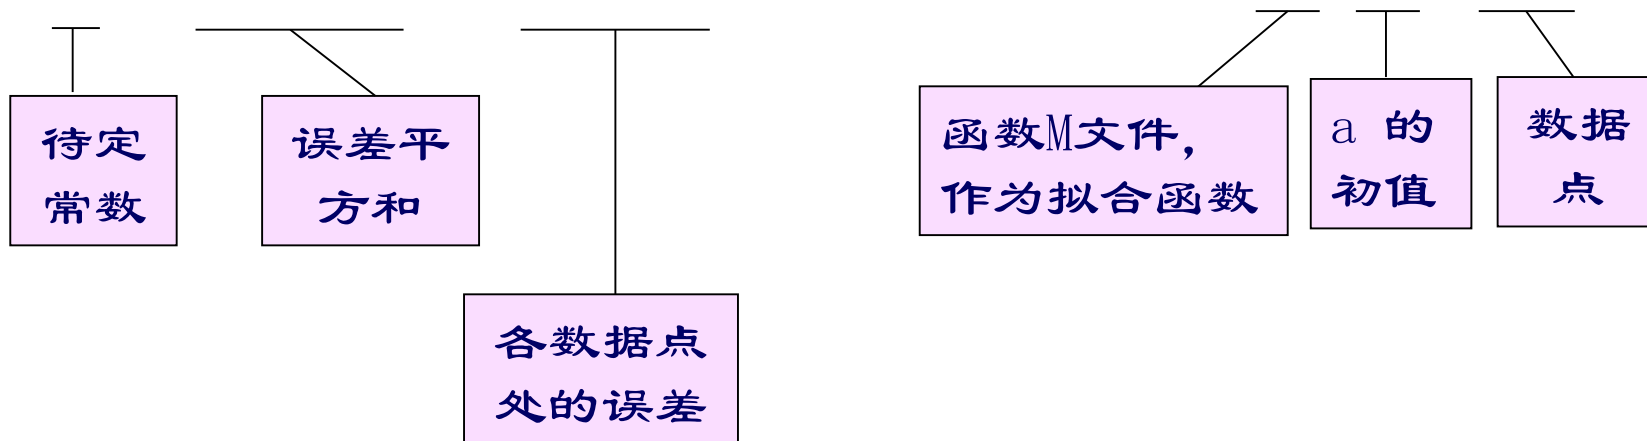 待定
常数
误差平
方和
各数据点
处的误差
函数M文件,
作为拟合函数
a 的
初值
数据
点